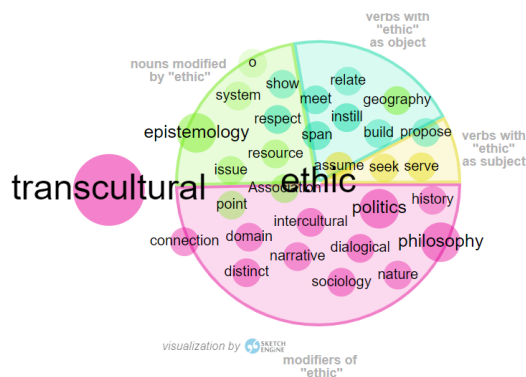 verbs with
"ethic"
as object
nouns modified
by "ethic"
o
show
relate
system
meet
geography
respect
instill
epistemology
span
build
propose
verbs with
"ethic"
as subject
resource
issue
assume
seek
serve
ethic
transcultural
Association
point
politics
history
intercultural
connection
domain
dialogical
philosophy
narrative
distinct
sociology
nature
visualization by SKETCH
ENGINE
modifiers of
"ethic"